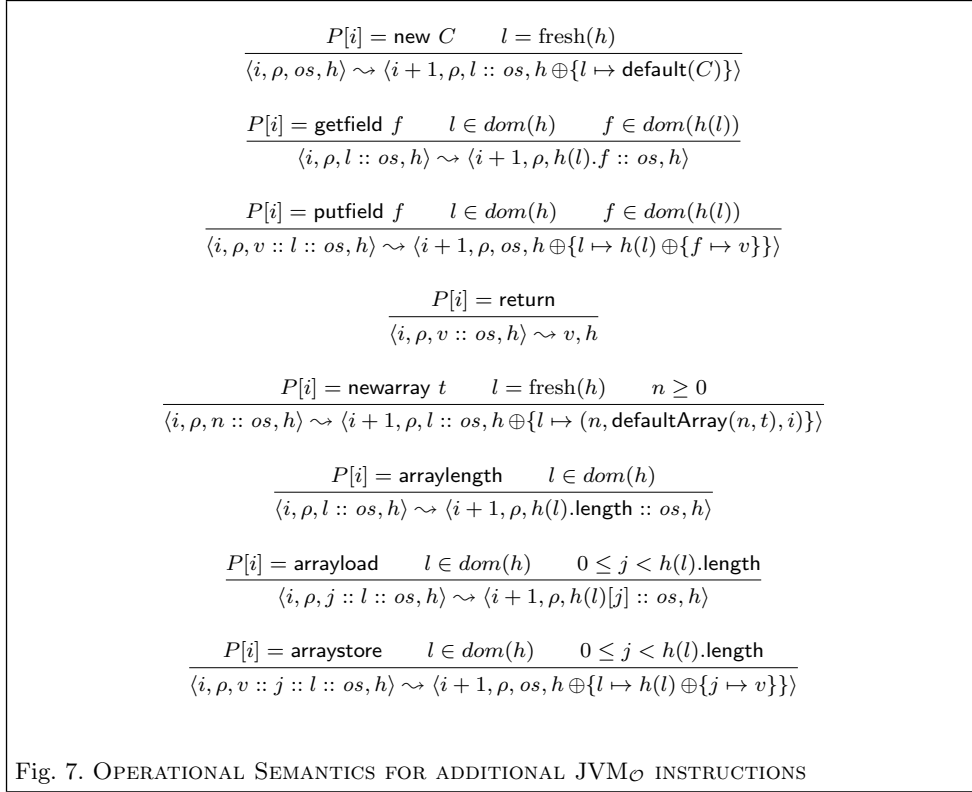 P[i] = new C l = fresh(h)
⟨i, ρ, os, h⟩ ⇝ ⟨i + 1, ρ, l :: os, h ⊕{l ↦ default(C)}⟩
P[i] = getfield f l ∈ dom(h) f ∈ dom(h(l))
⟨i, ρ, l :: os, h⟩ ⇝ ⟨i + 1, ρ, h(l).f :: os, h⟩
P[i] = putfield f l ∈ dom(h) f ∈ dom(h(l))
⟨i, ρ, v :: l :: os, h⟩ ⇝ ⟨i + 1, ρ, os, h ⊕{l ↦ h(l) ⊕{f ↦ v}}⟩
P[i] = return
⟨i, ρ, v :: os, h⟩ ⇝ v, h
P[i] = newarray t l = fresh(h) n ≥ 0
⟨i, ρ, n :: os, h⟩ ⇝ ⟨i + 1, ρ, l :: os, h ⊕{l ↦ (n, defaultArray(n, t), i)}⟩
P[i] = arraylength l ∈ dom(h)
⟨i, ρ, l :: os, h⟩ ⇝ ⟨i + 1, ρ, h(l).length :: os, h⟩
P[i] = arrayload l ∈ dom(h) 0 ≤ j < h(l).length
⟨i, ρ, j :: l :: os, h⟩ ⇝ ⟨i + 1, ρ, h(l)[j] :: os, h⟩
P[i] = arraystore l ∈ dom(h) 0 ≤ j < h(l).length
⟨i, ρ, v :: j :: l :: os, h⟩ ⇝ ⟨i + 1, ρ, os, h ⊕{l ↦ h(l) ⊕{j ↦ v}}⟩
Fig. 7. OPERATIONAL SEMANTICS FOR ADDITIONAL JVM𝒪 INSTRUCTIONS